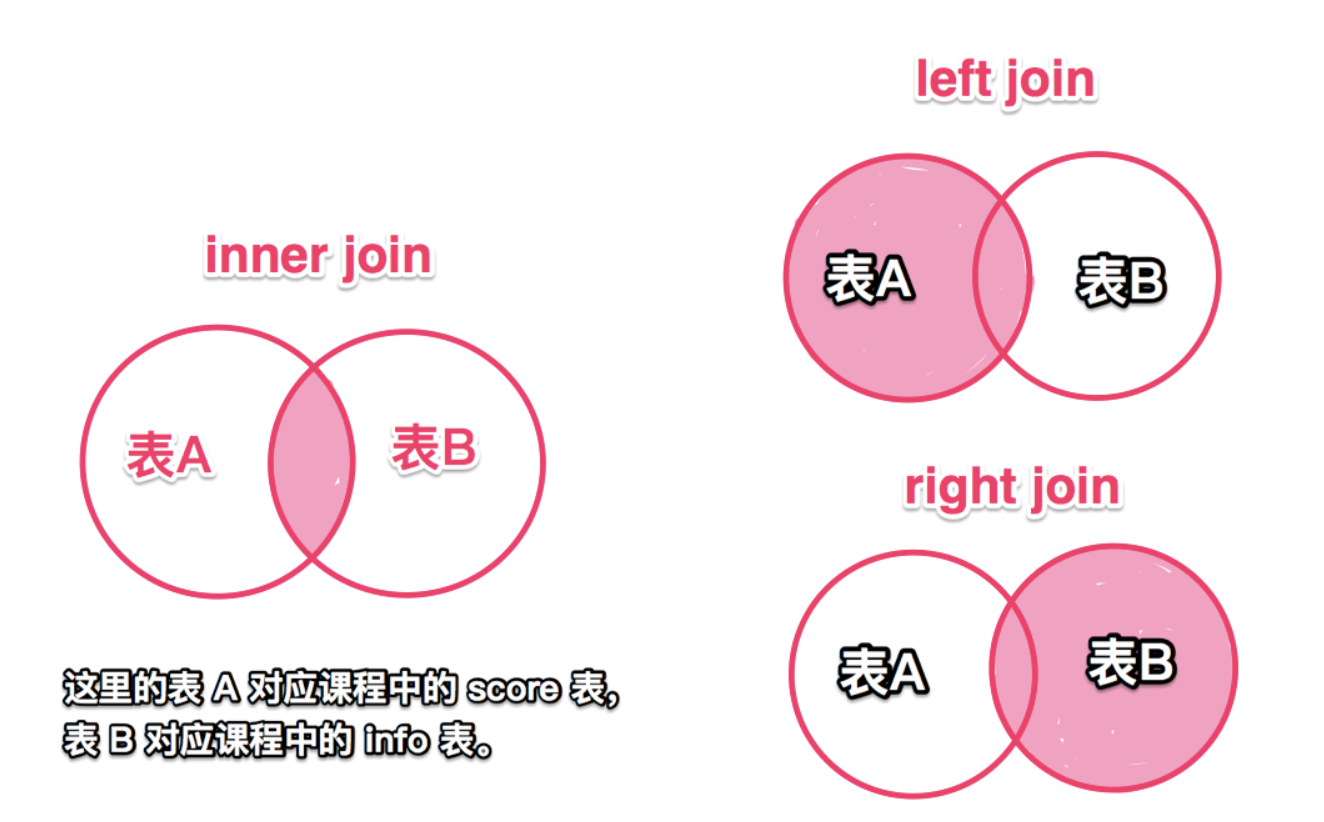 inner join
表A
表B
这里的表 A 对应课程中的 score 表,
表 B 对应课程中的 info 表。
left join
表A
表B
right join
表A
表B